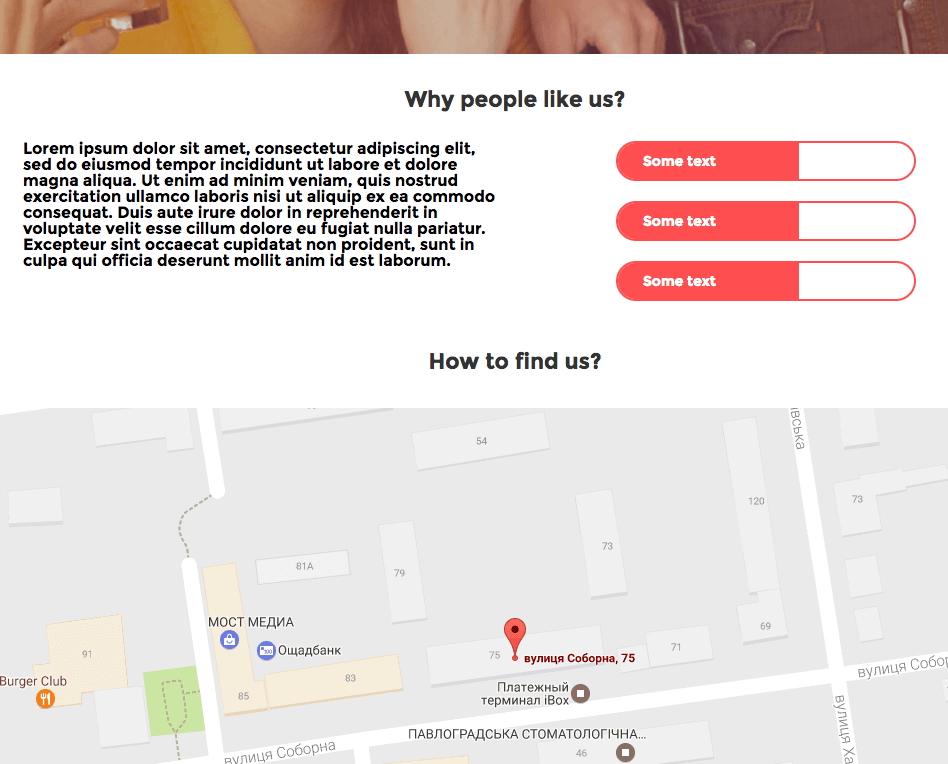 Why people like us?
Lorem ipsum dolor sit amet, consectetur adipiscing elit,
sed do eiusmod tempor incididunt ut labore et dolore
magna aliqua. Ut enim ad minim veniam, quis nostrud
exercitation ullamco laboris nisi ut aliquip ex ea commodo
consequat. Duis aute irure dolor in reprehenderit in
voluptate velit esse cillum dolore eu fugiat nulla pariatur.
Excepteur sint occaecat cupidatat non proident, sunt in
culpa qui officia deserunt mollit anim id est laborum.
Some text
Some text
Some text
How to find us?
івська
54
73
120
73
81A
79
МОСТ МЕДИА
Ощадбанк
69
91
75
вулиця Соборна, 75
71
Burger Club
83
85
Платежный
терминал iBox
вулиця Собор
вулиця Ха
ПАВЛОГРАДСЬКА СТОМАТОЛОГІЧНА...
вулиця Соборна
46